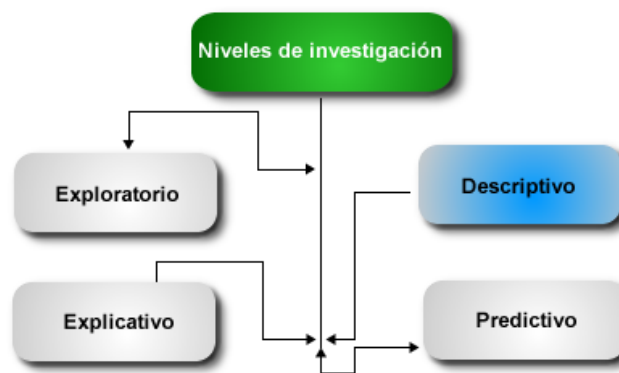 Niveles de investigación
Exploratorio
Descriptivo
Explicativo
Predictivo